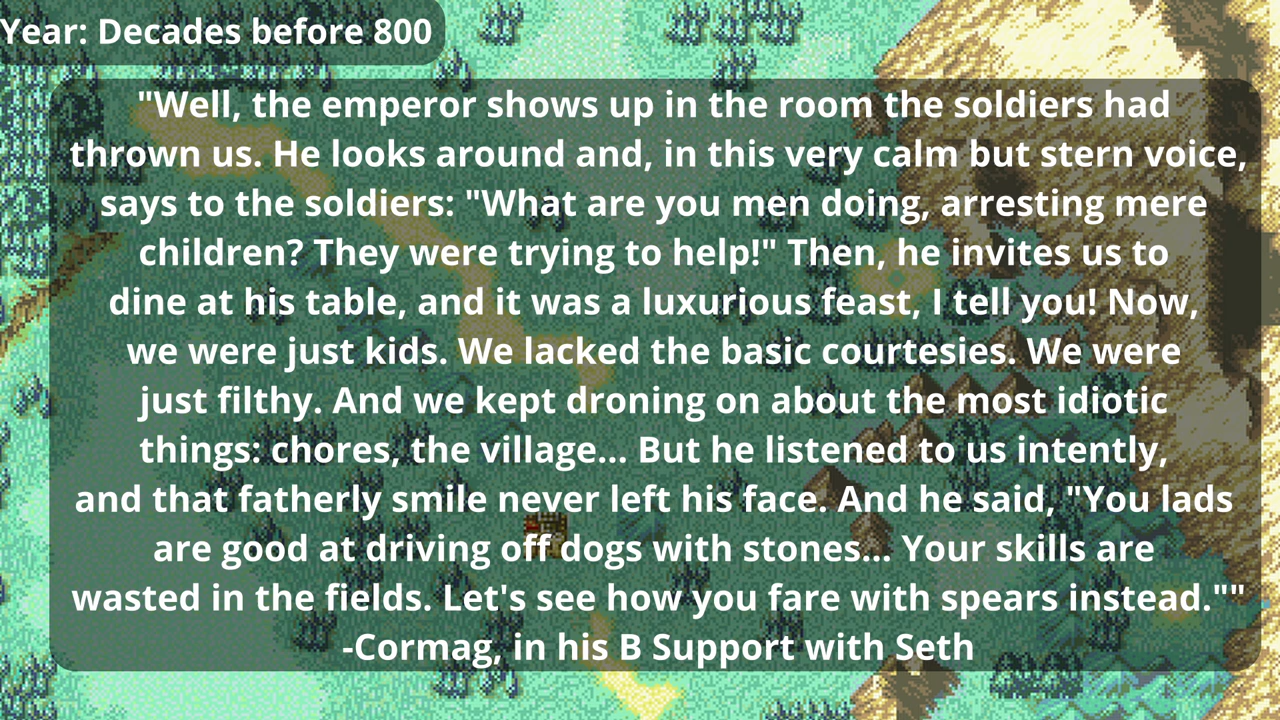 Year: Decades before 800
"Well, the emperor shows up in the room the soldiers had
thrown us. He looks around and, in this very calm but stern voice,
says to the soldiers: "What are you men doing, arresting mere
children? They were trying to help!" Then, he invites us to
dine at his table, and it was a luxurious feast, I tell you! Now,
we were just kids. We lacked the basic courtesies. We were
just filthy. And we kept droning on about the most idiotic
things: chores, the village... But he listened to us intently,
and that fatherly smile never left his face. And he said, "You lads
are good at driving off dogs with stones... Your skills are
wasted in the fields. Let's see how you fare with spears instead.""
-Cormag, in his B Support with Seth